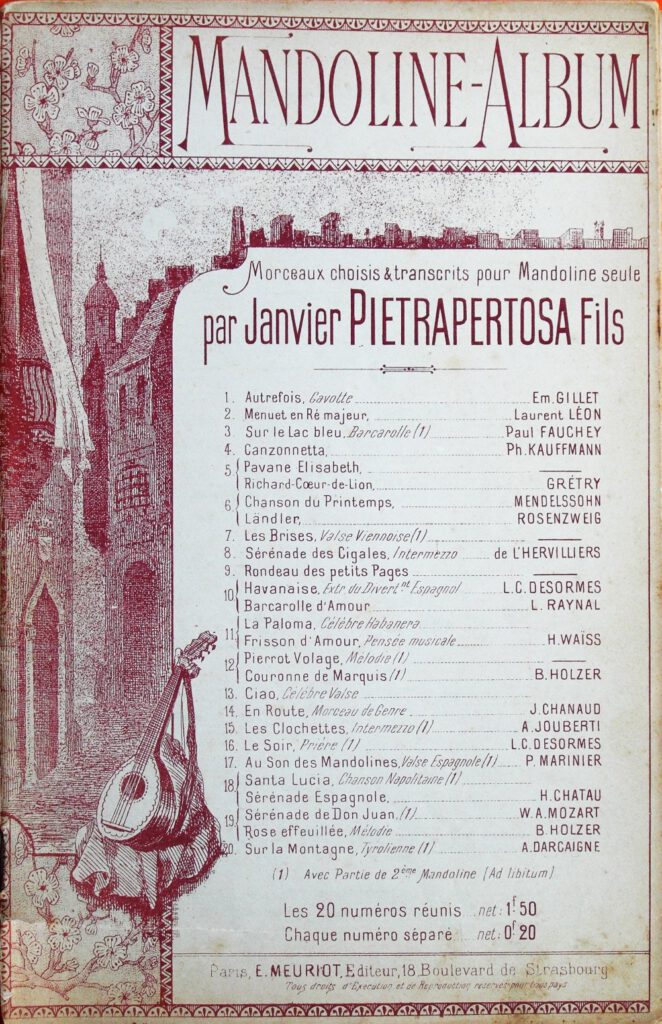 MANDOLINE-ALBUM
Morceaux choisis & transcrits pour Mandoline seule
par Janvier PIETRAPERTOSA Fils
1. Autrefois, Gavotte Em. GILLET
2. Menuet en Ré majeur, Laurent LÉON
3. Sur le Lac bleu, Barcarolle (1) Paul FAUCHEY
4. Canzonnetta, Ph. KAUFFMANN
5. Pavane Elisabeth,
Richard-Cœur-de-Lion, GRÉTRY
6. Chanson du Printemps, MENDELSSOHN
Ländler, ROSENZWEIG
7. Les Brises, Valse Viennoise (1)
8. Sérénade des Cigales, Intermezzo de L'HERVILLIERS
9. Rondeau des petits Pages
10. Havanaise, Extr. du Divertnt Espagnol L.C. DESORMES
Barcarolle d'Amour L. RAYNAL
11. La Paloma, Célèbre Habanera
Frisson d'Amour, Pensée musicale H. WAÏSS
12. Pierrot Volage, Mélodie (1)
Couronne de Marquis (1) B. HOLZER
13. Ciao, Célèbre Valse
14. En Route, Morceau de Genre J. CHANAUD
15. Les Clochettes, Intermezzo (1) A. JOUBERTI
16. Le Soir, Prière (1) L.C. DESORMES
17. Au Son des Mandolines, Valse Espagnole (1) P. MARINIER
18. Santa Lucia, Chanson Napolitaine (1)
Sérénade Espagnole, H. CHATAU
19. Sérénade de Don Juan, (1) W.A. MOZART
Rose effeuillée, Mélodie B. HOLZER
20. Sur la Montagne, Tyrolienne (1) A. DARCAIGNE
(1) Avec Partie de 2ème Mandoline (Ad libitum)
Les 20 numéros réunis net: 1f 50
Chaque numéro séparé net: 0f 20
Paris, E. MEURIOT, Editeur, 18, Boulevard de Strasbourg
Tous droits d'Exécution et de Reproduction réservés pour tous pays